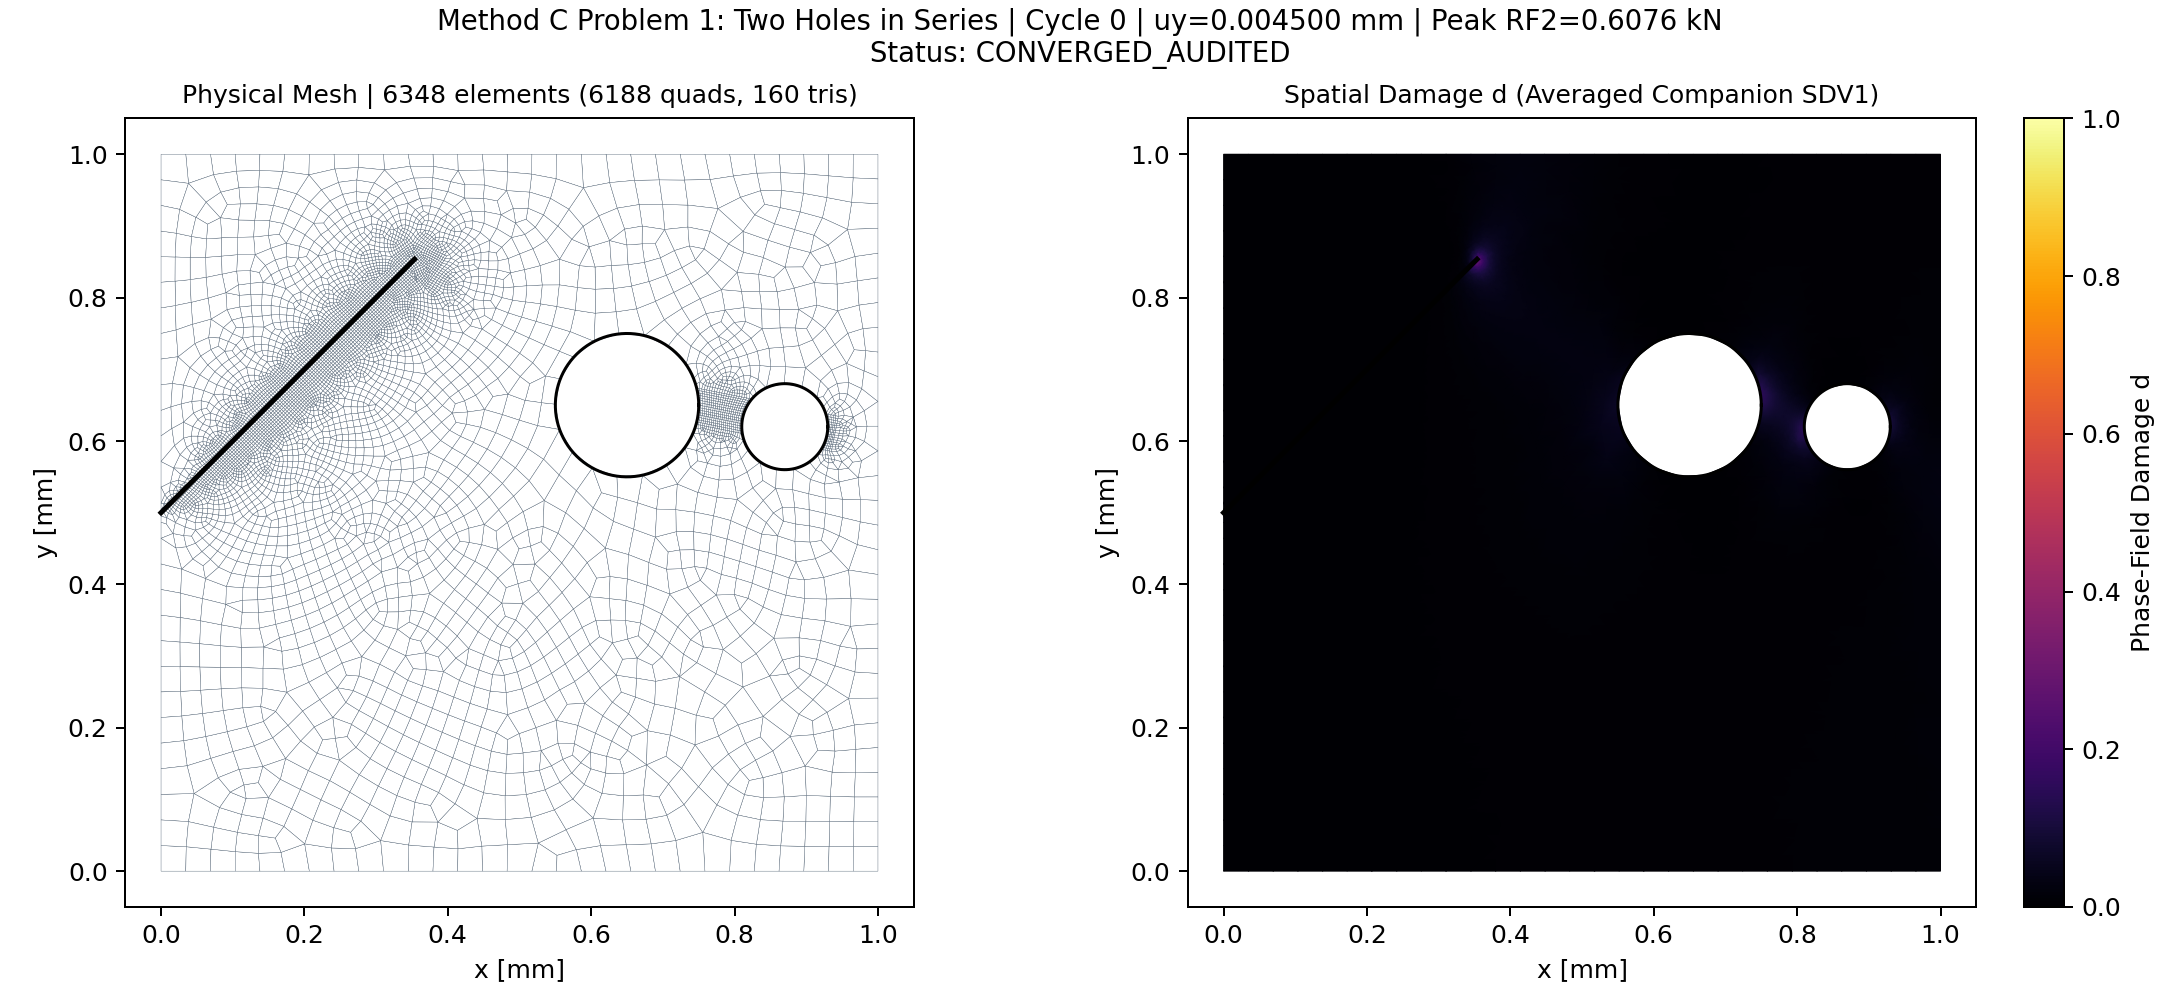 Method C Problem 1: Two Holes in Series | Cycle 0 | uy=0.004500 mm | Peak RF2=0.6076 kN
Status: CONVERGED_AUDITED
Physical Mesh | 6348 elements (6188 quads, 160 tris)
1.0
0.8
0.6
0.4
0.2
0.0
y [mm]
0.0 0.2 0.4 0.6 0.8 1.0
x [mm]
Spatial Damage d (Averaged Companion SDV1)
1.0
0.8
0.6
0.4
0.2
0.0
y [mm]
0.0 0.2 0.4 0.6 0.8 1.0
x [mm]
1.0
0.8
0.6
0.4
0.2
0.0
Phase-Field Damage d